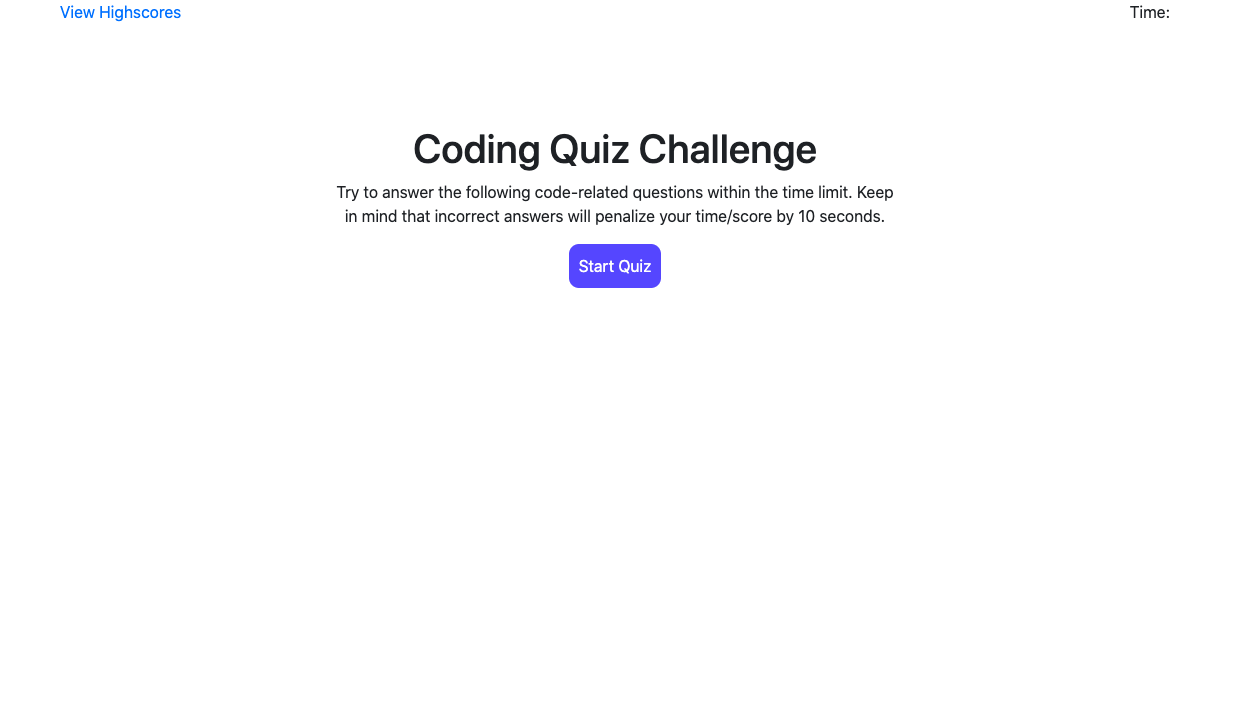 View Highscores
Time:
Coding Quiz Challenge
Try to answer the following code-related questions within the time limit. Keep
in mind that incorrect answers will penalize your time/score by 10 seconds.
Start Quiz